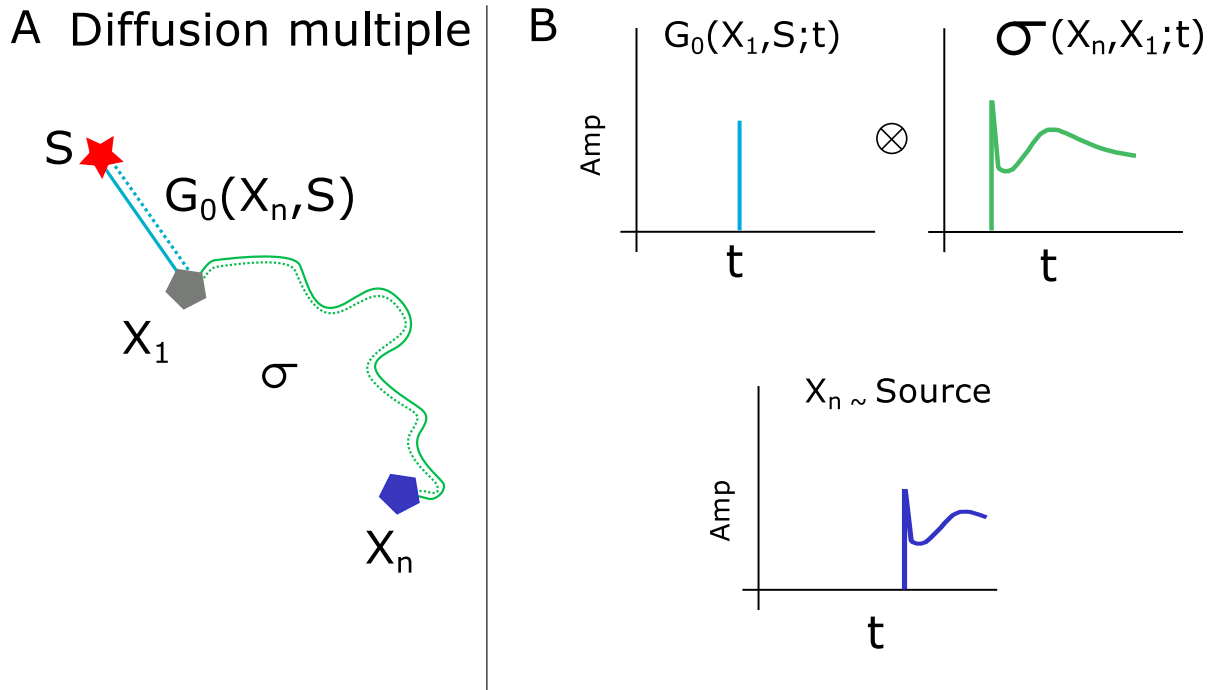 A Diffusion multiple
S
G₀(Xₙ,S)
X₁
σ
Xₙ
B
G₀(X₁,S;t)
Amp
t
⊗
σ(Xₙ,X₁;t)
t
Xₙ ~ Source
Amp
t